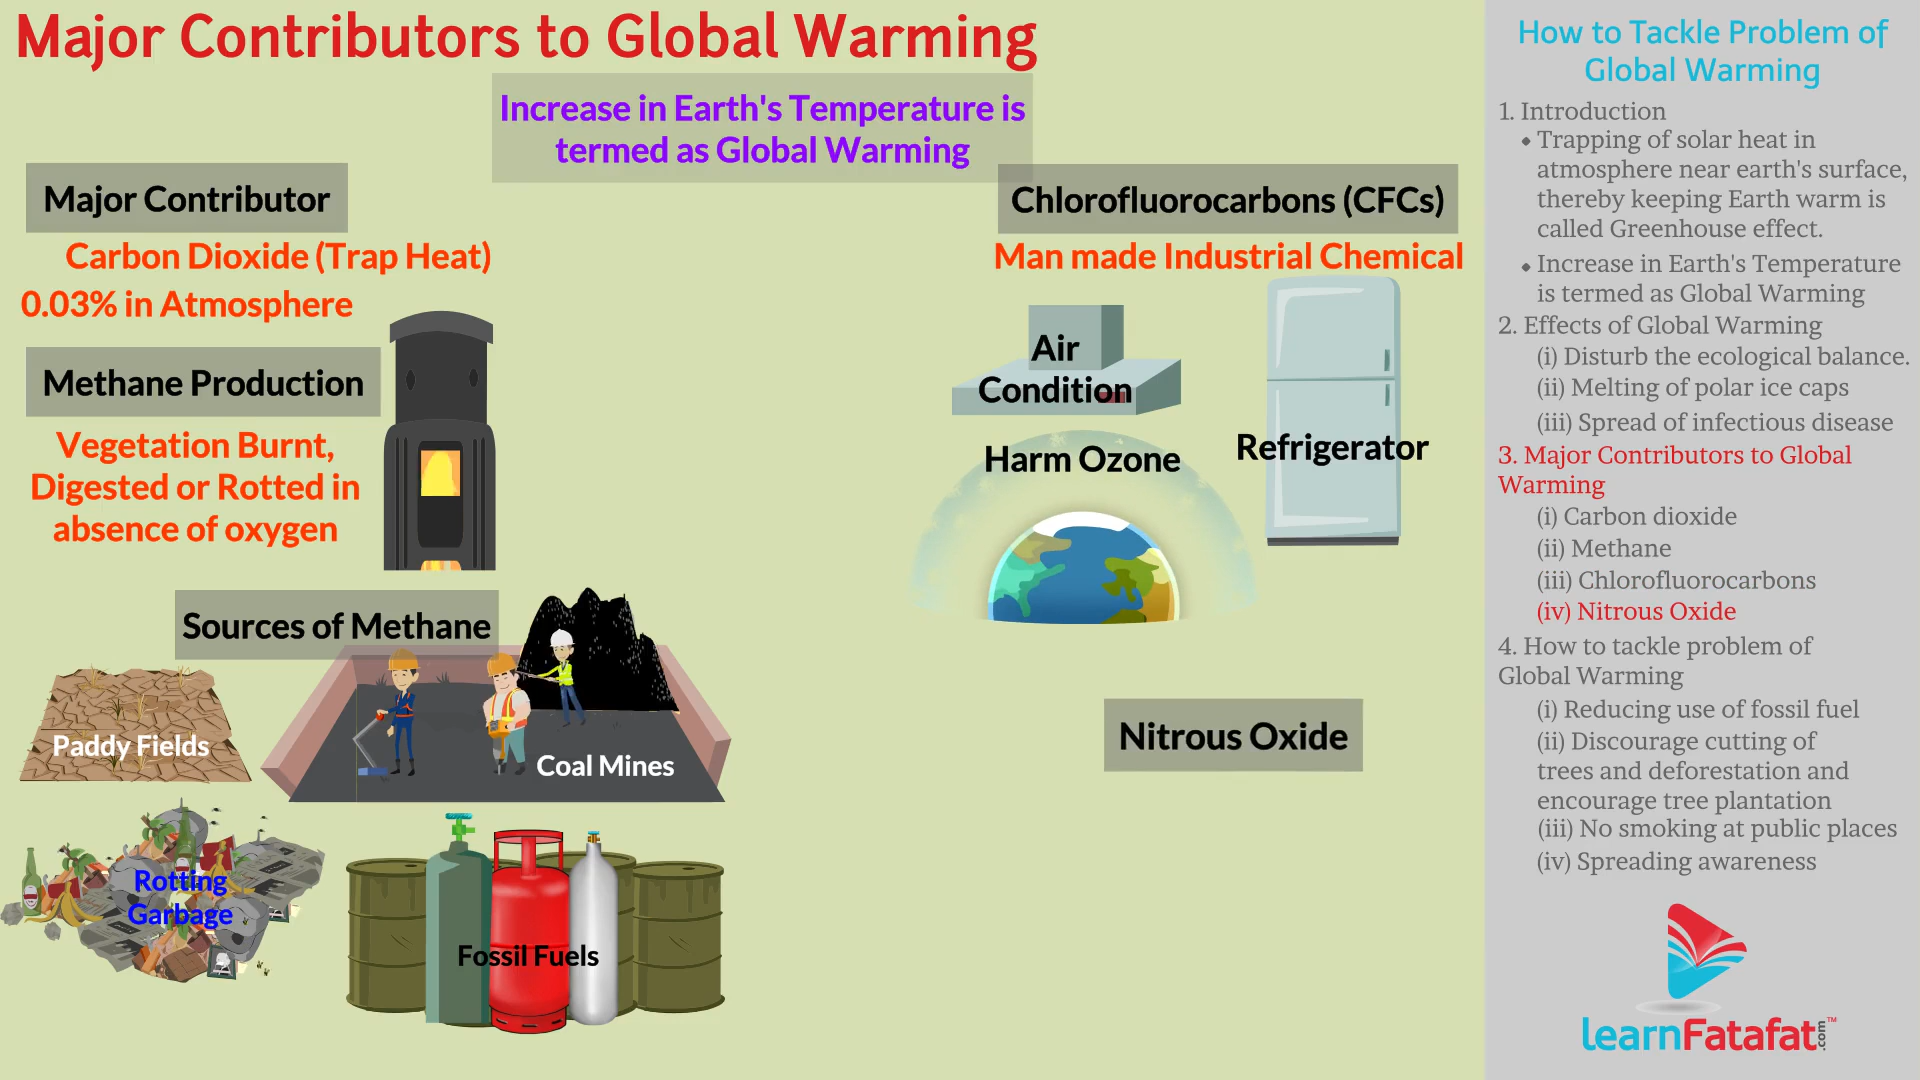 Major Contributors to Global Warming
Increase in Earth's Temperature is
termed as Global Warming
Major Contributor
Carbon Dioxide (Trap Heat)
0.03% in Atmosphere
Methane Production
Vegetation Burnt,
Digested or Rotted in
absence of oxygen
Sources of Methane
Paddy Fields
Coal Mines
Rotting
Garbage
Fossil Fuels
Chlorofluorocarbons (CFCs)
Man made Industrial Chemical
Air
Condition
Refrigerator
Harm Ozone
Nitrous Oxide
How to Tackle Problem of
Global Warming
1. Introduction
• Trapping of solar heat in
atmosphere near earth's surface,
thereby keeping Earth warm is
called Greenhouse effect.
• Increase in Earth's Temperature
is termed as Global Warming
2. Effects of Global Warming
(i) Disturb the ecological balance.
(ii) Melting of polar ice caps
(iii) Spread of infectious disease
3. Major Contributors to Global
Warming
(i) Carbon dioxide
(ii) Methane
(iii) Chlorofluorocarbons
(iv) Nitrous Oxide
4. How to tackle problem of
Global Warming
(i) Reducing use of fossil fuel
(ii) Discourage cutting of
trees and deforestation and
encourage tree plantation
(iii) No smoking at public places
(iv) Spreading awareness
learnFatafat.com™